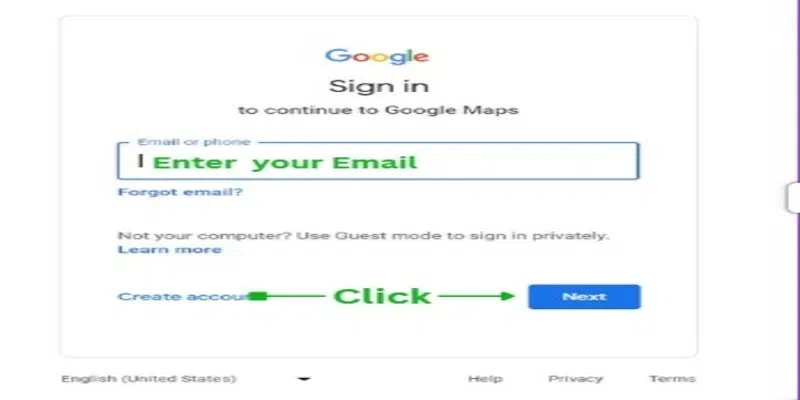 Google
Sign in
to continue to Google Maps
Email or phone
Enter your Email
Forgot email?
Not your computer? Use Guest mode to sign in privately.
Learn more
Create accou Click Next
English (United States) Help Privacy Terms